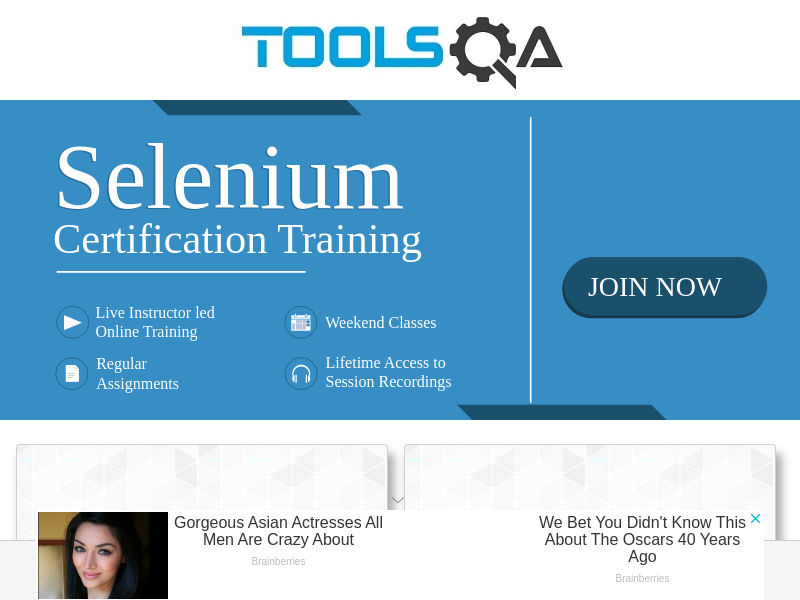 TOOLSQA
Selenium
Certification Training
Live Instructor led
Online Training
Weekend Classes
Regular
Assignments
Lifetime Access to
Session Recordings
JOIN NOW
Gorgeous Asian Actresses All
Men Are Crazy About
Brainberries
We Bet You Didn't Know This
About The Oscars 40 Years
Ago
Brainberries